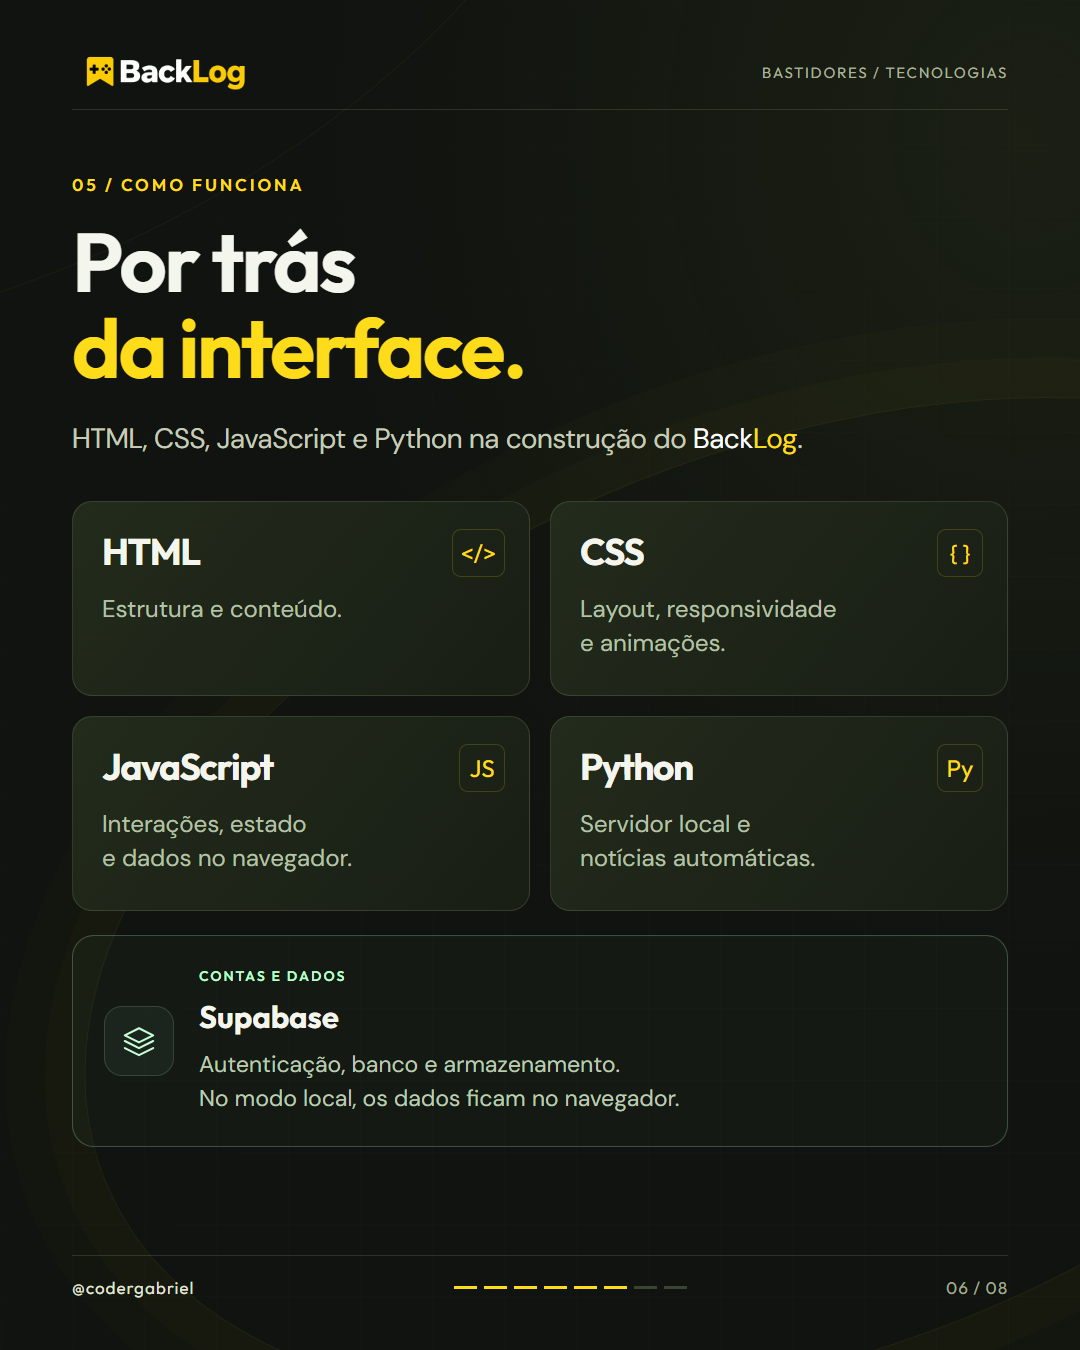 BackLog
BASTIDORES / TECNOLOGIAS
05 / COMO FUNCIONA
Por trás
da interface.
HTML, CSS, JavaScript e Python na construção do BackLog.
HTML
</>
Estrutura e conteúdo.
CSS
{ }
Layout, responsividade
e animações.
JavaScript
JS
Interações, estado
e dados no navegador.
Python
Py
Servidor local e
notícias automáticas.
CONTAS E DADOS
Supabase
Autenticação, banco e armazenamento.
No modo local, os dados ficam no navegador.
@codergabriel
06 / 08